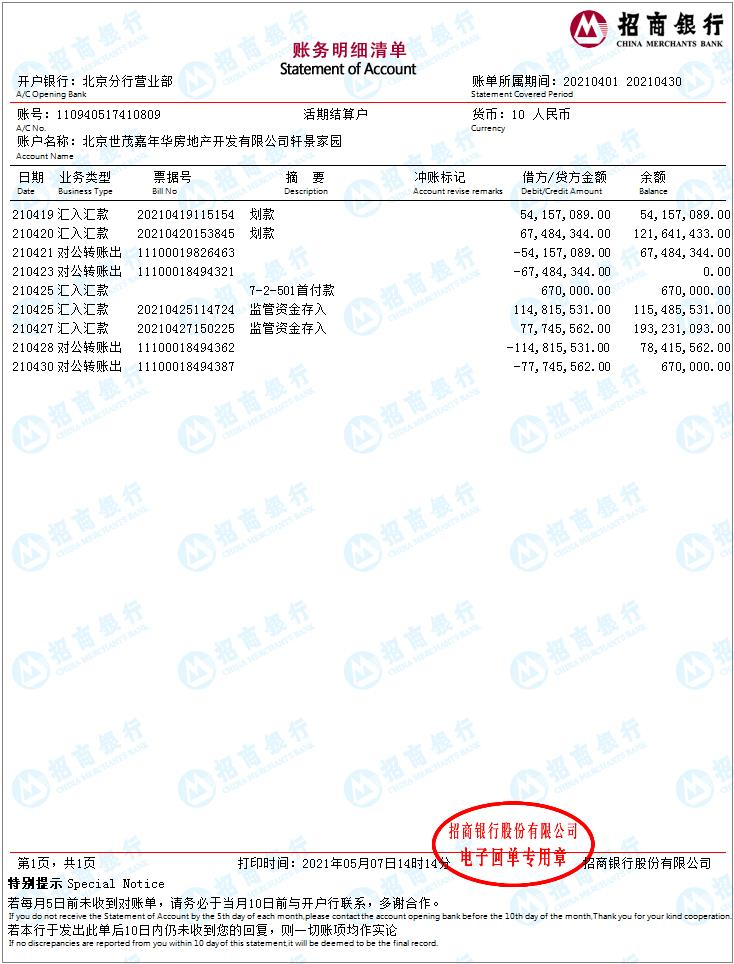 招商银行
CHINA MERCHANTS BANK
账务明细清单
Statement of Account
开户银行：北京分行营业部 账单所属期间：20210401 20210430
A/C Opening Bank Statement Covered Period
账号：110940517410809 活期结算户 货币：10 人民币
A/C No. Currency
账户名称：北京世茂嘉年华房地产开发有限公司轩景家园
Account Name
日期 业务类型 票据号 摘 要 冲账标记 借方/贷方金额 余额
Date Business Type Bill No Description Account revise remarks Debit/Credit Amount Balance
210419 汇入汇款 20210419115154 划款 54,157,089.00 54,157,089.00
210420 汇入汇款 20210420153845 划款 67,484,344.00 121,641,433.00
210421 对公转账出 11100019826463 -54,157,089.00 67,484,344.00
210423 对公转账出 11100018494321 -67,484,344.00 0.00
210425 汇入汇款 7-2-501首付款 670,000.00 670,000.00
210426 汇入汇款 20210425114724 监管资金存入 114,815,531.00 115,485,531.00
210427 汇入汇款 20210427150225 监管资金存入 77,745,562.00 193,231,093.00
210428 对公转账出 11100018494362 -114,815,531.00 78,415,562.00
210430 对公转账出 11100018494387 -77,745,562.00 670,000.00
招商银行股份有限公司
电子回单专用章
第1页，共1页 打印时间：2021年05月07日14时14分 招商银行股份有限公司
特别提示 Special Notice
若每月5日前未收到对账单，请务必于当月10日前与开户行联系，多谢合作。
If you do not receive the Statement of Account by the 5th day of each month,please contact the account opening bank before the 10th day of the month,Thank you for your kind cooperation.
若本行于发出此单后10日内仍未收到您的回复，则一切账项均作实论
If no discrepancies are reported from you within 10 day of this statement,it will be deemed to be the final record.